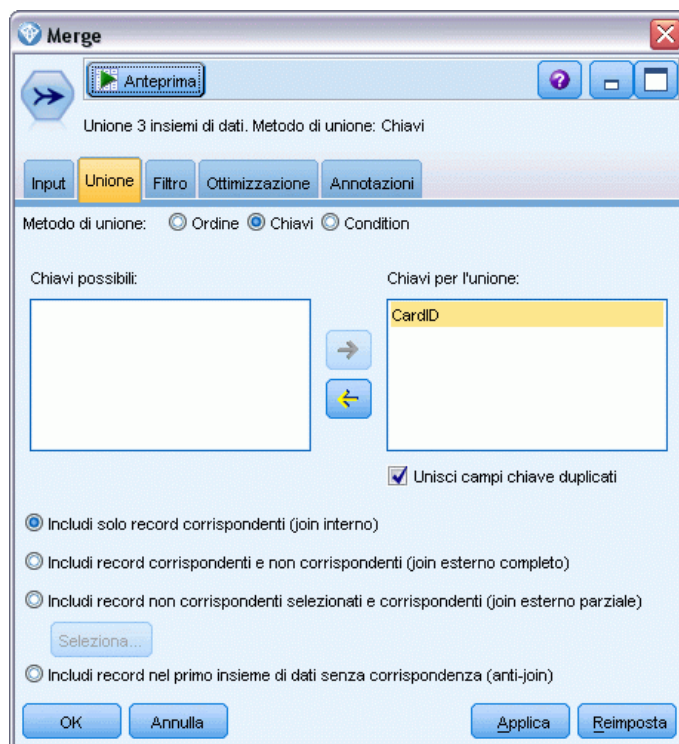 Merge
Anteprima
Unione 3 insiemi di dati. Metodo di unione: Chiavi
Input Unione Filtro Ottimizzazione Annotazioni
Metodo di unione: Ordine Chiavi Condition
Chiavi possibili: Chiavi per l'unione:
CardID
Unisci campi chiave duplicati
Includi solo record corrispondenti (join interno)
Includi record corrispondenti e non corrispondenti (join esterno completo)
Includi record non corrispondenti selezionati e corrispondenti (join esterno parziale)
Seleziona...
Includi record nel primo insieme di dati senza corrispondenza (anti-join)
OK Annulla Applica Reimposta